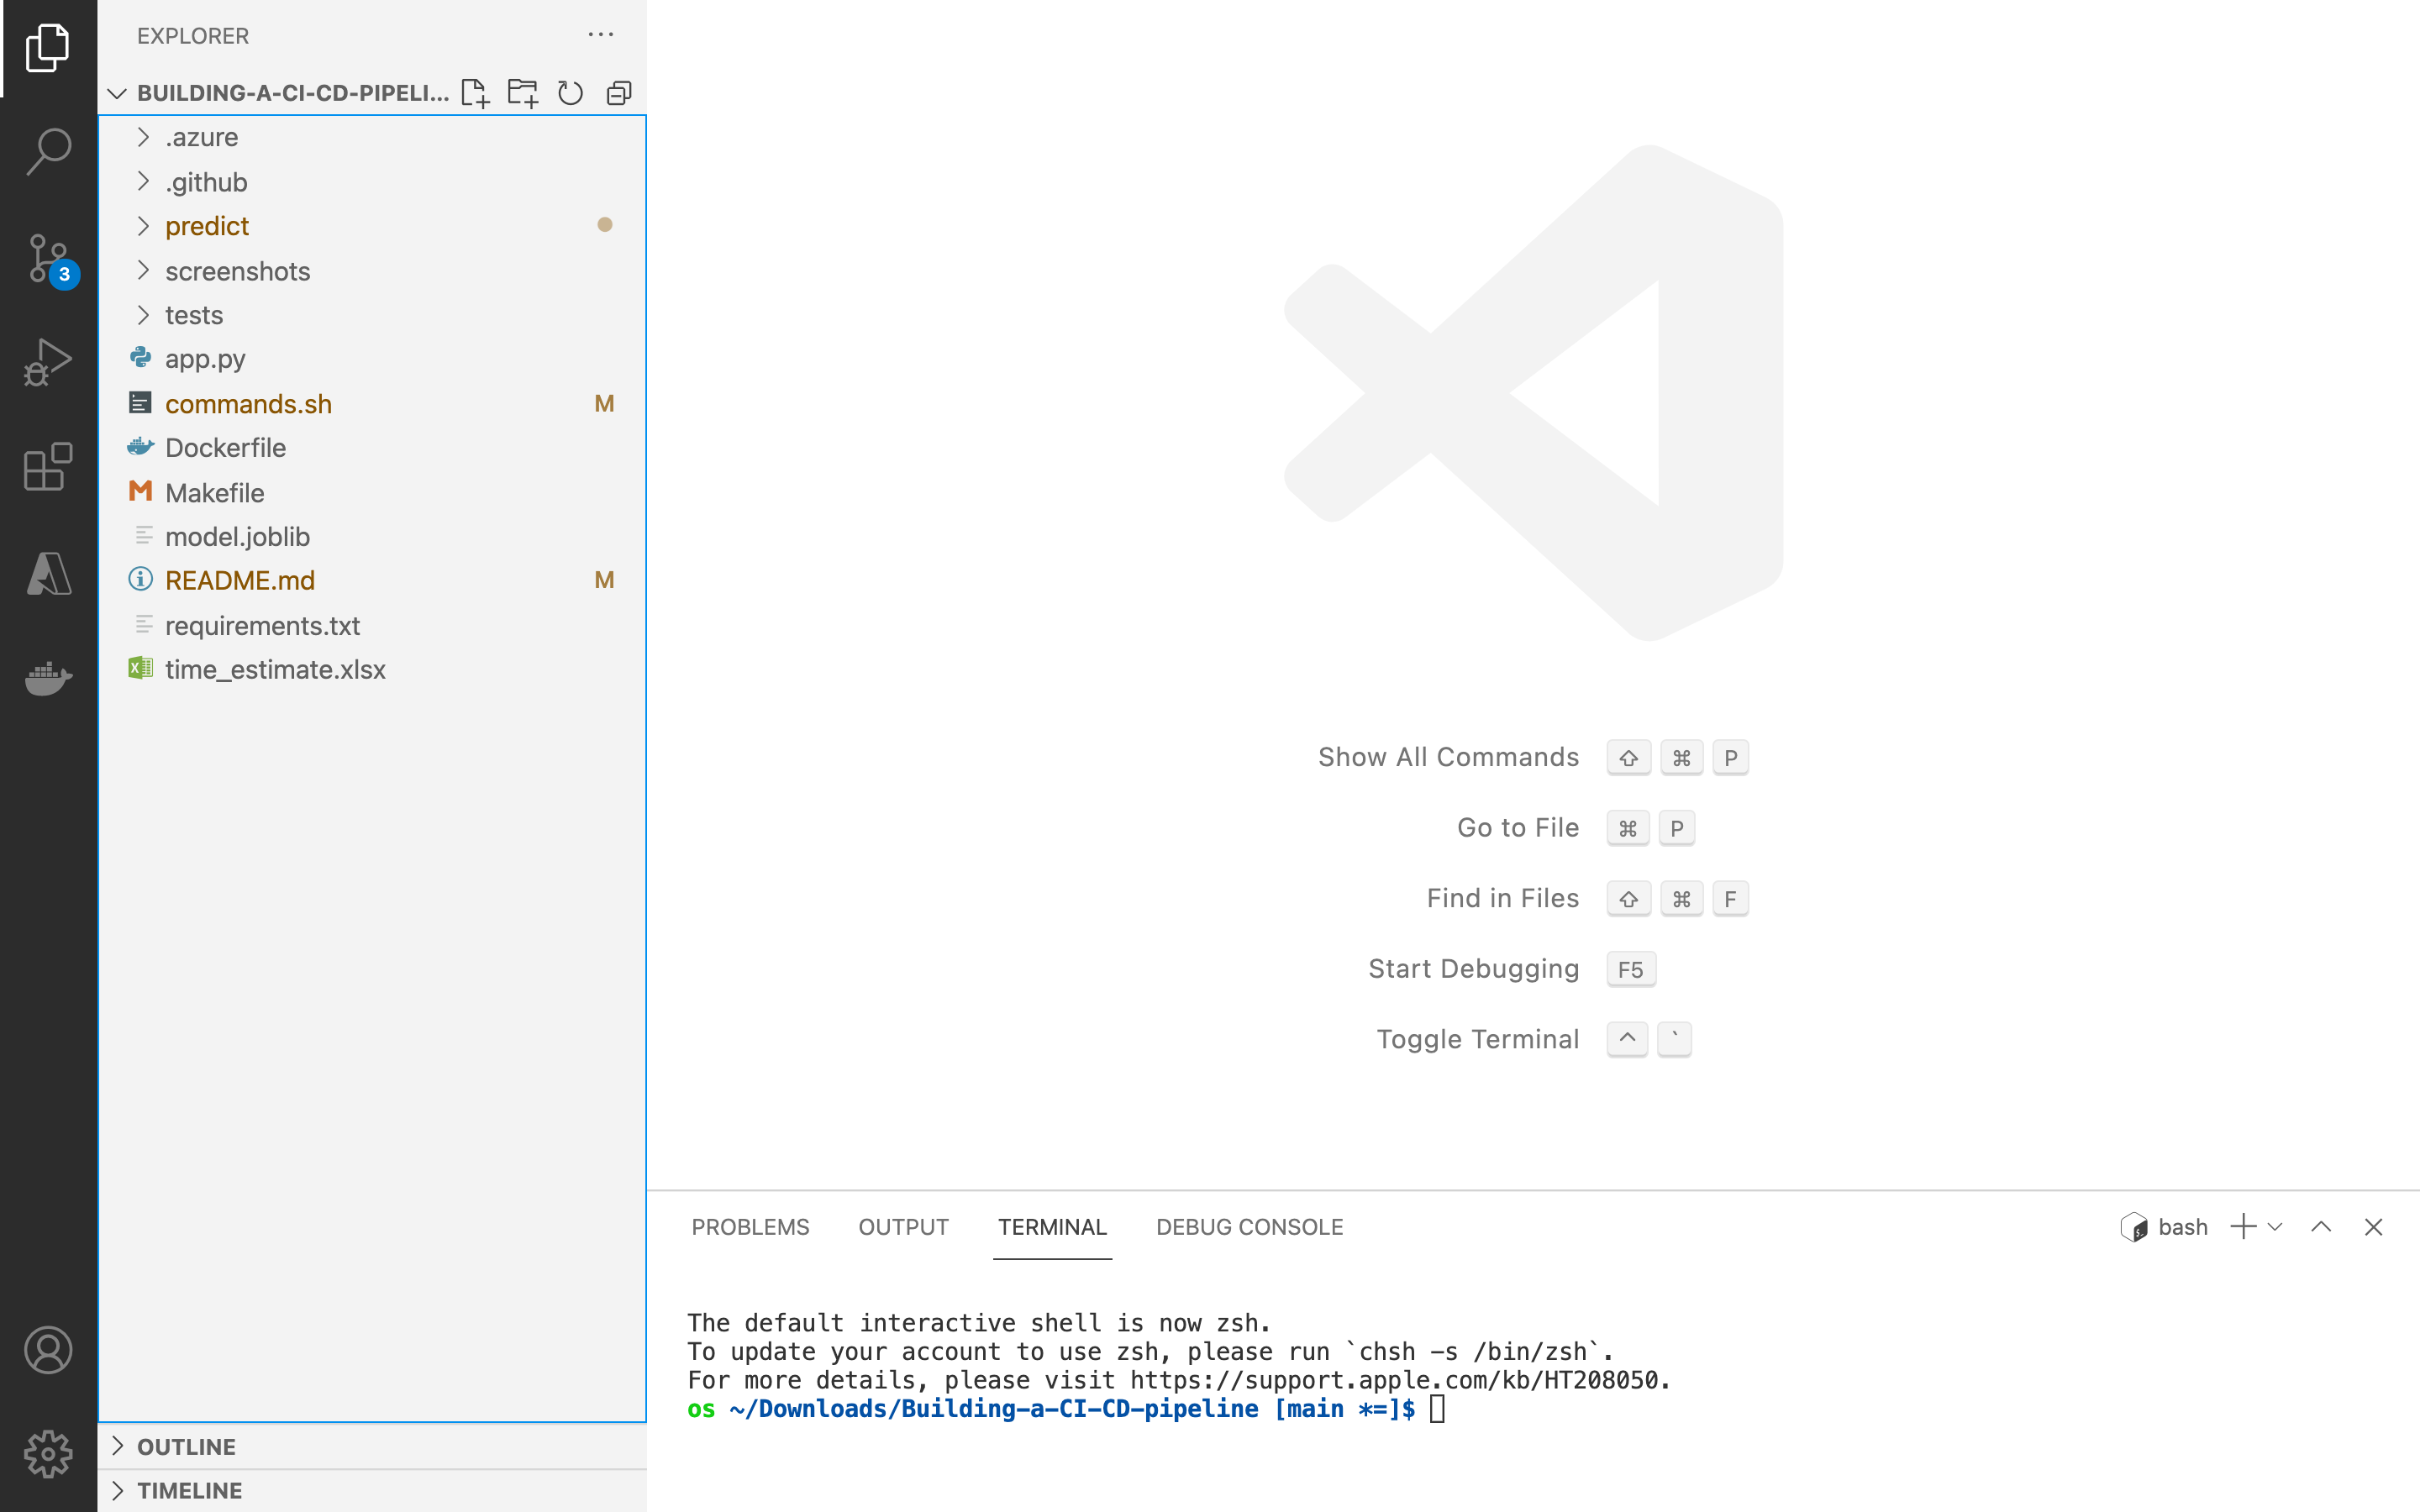 EXPLORER
BUILDING-A-CI-CD-PIPELI...
.azure
.github
predict
screenshots
tests
app.py
commands.sh M
Dockerfile
Makefile
model.joblib
README.md M
requirements.txt
time_estimate.xlsx
OUTLINE
TIMELINE
3
Show All Commands ⇧ ⌘ P
Go to File ⌘ P
Find in Files ⇧ ⌘ F
Start Debugging F5
Toggle Terminal ^ `
PROBLEMS OUTPUT TERMINAL DEBUG CONSOLE bash
The default interactive shell is now zsh.
To update your account to use zsh, please run `chsh -s /bin/zsh`.
For more details, please visit https://support.apple.com/kb/HT208050.
os ~/Downloads/Building-a-CI-CD-pipeline [main *=]$